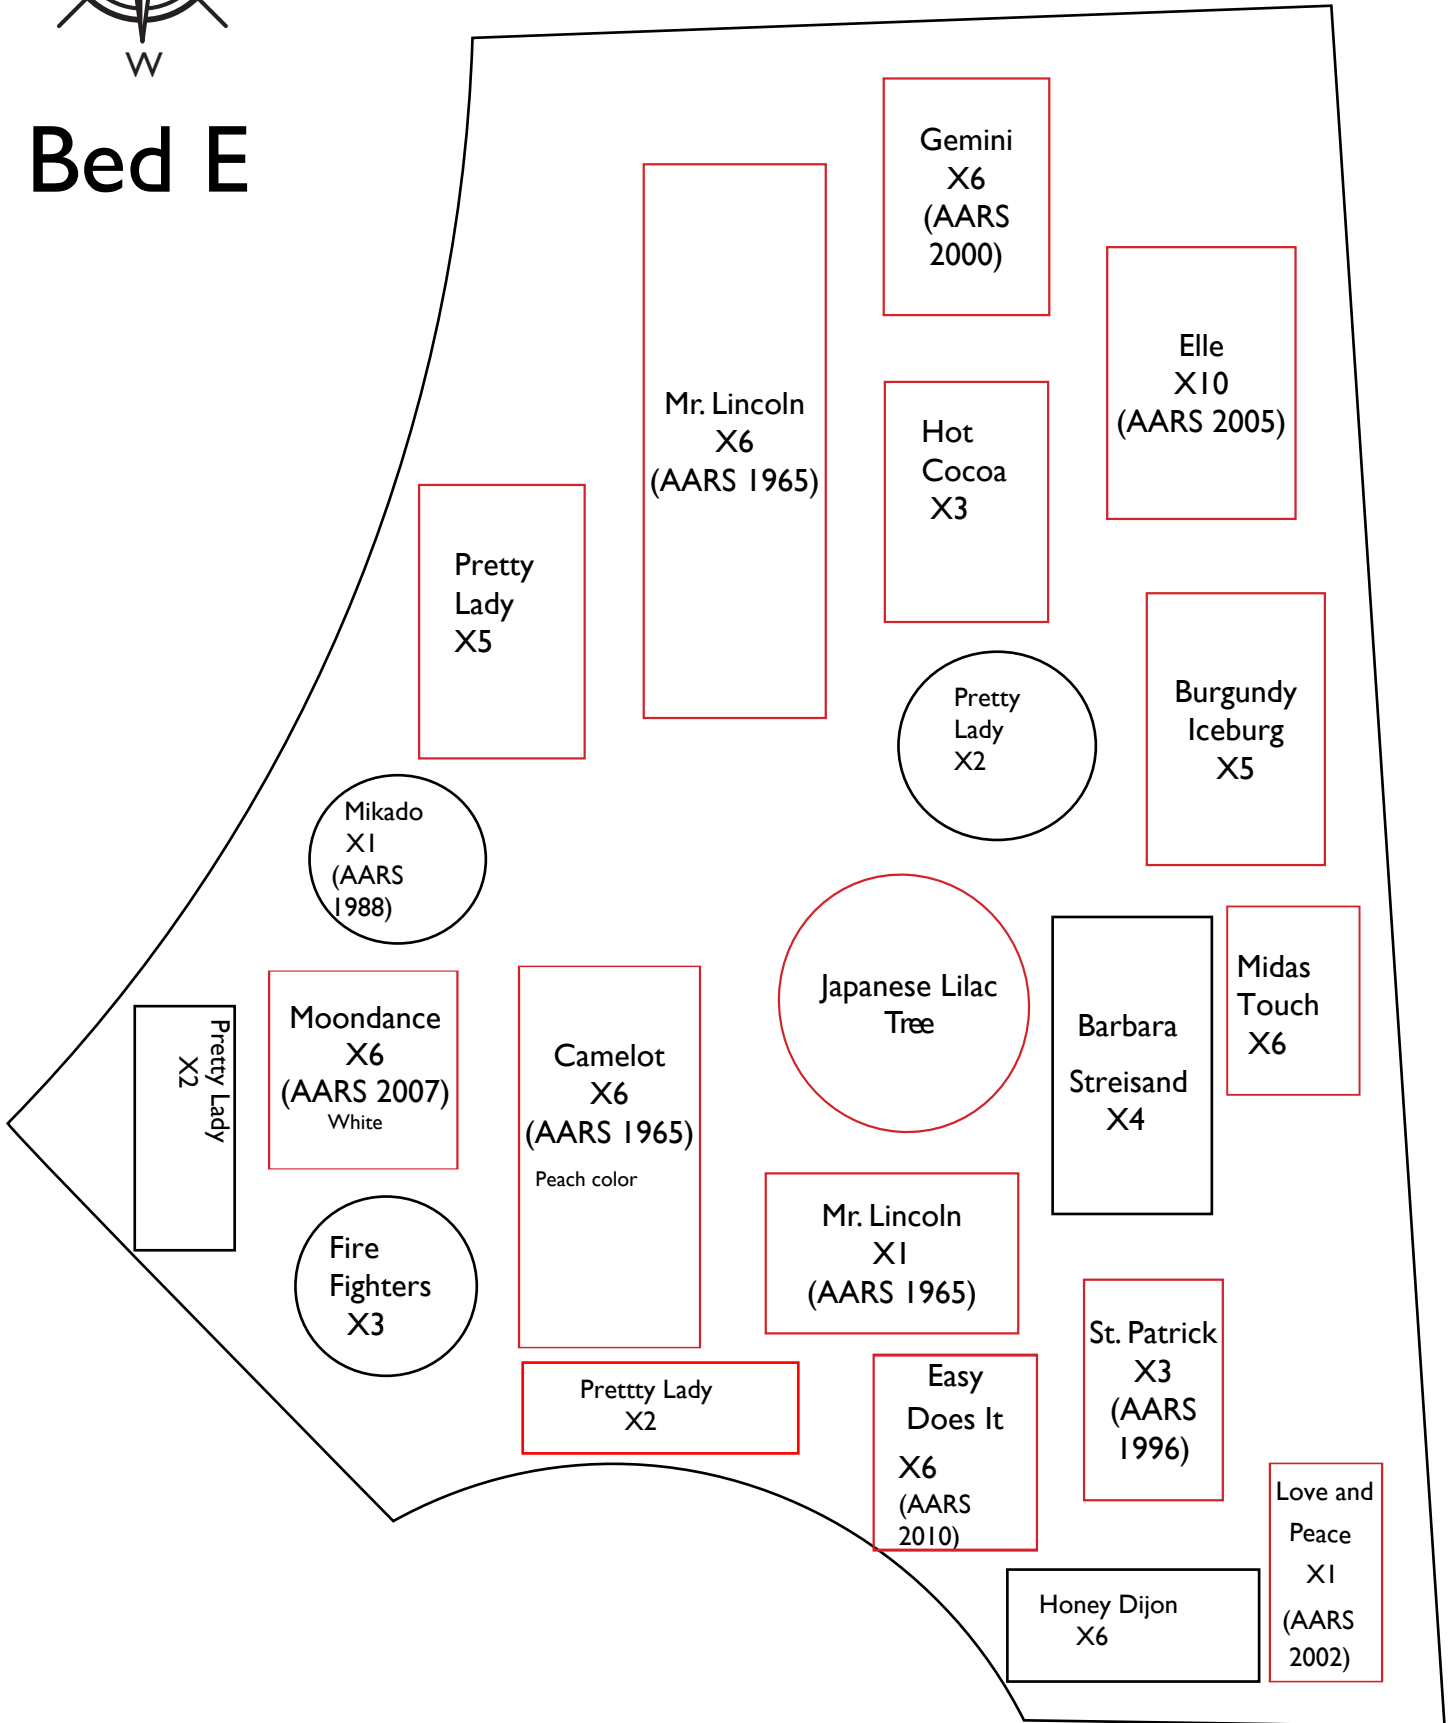 W
Bed E
Gemini
X6
(AARS
2000)
Mr. Lincoln
X6
(AARS 1965)
Elle
X10
(AARS 2005)
Hot
Cocoa
X3
Pretty
Lady
X5
Pretty
Lady
X2
Burgundy
Iceburg
X5
Mikado
X1
(AARS
1988)
Japanese Lilac
Tree
Barbara
Streisand
X4
Midas
Touch
X6
Pretty Lady
X2
Moondance
X6
(AARS 2007)
White
Camelot
X6
(AARS 1965)
Peach color
Mr. Lincoln
X1
(AARS 1965)
Fire
Fighters
X3
St. Patrick
X3
(AARS
1996)
Prettty Lady
X2
Easy
Does It
X6
(AARS
2010)
Love and
Peace
X1
(AARS
2002)
Honey Dijon
X6